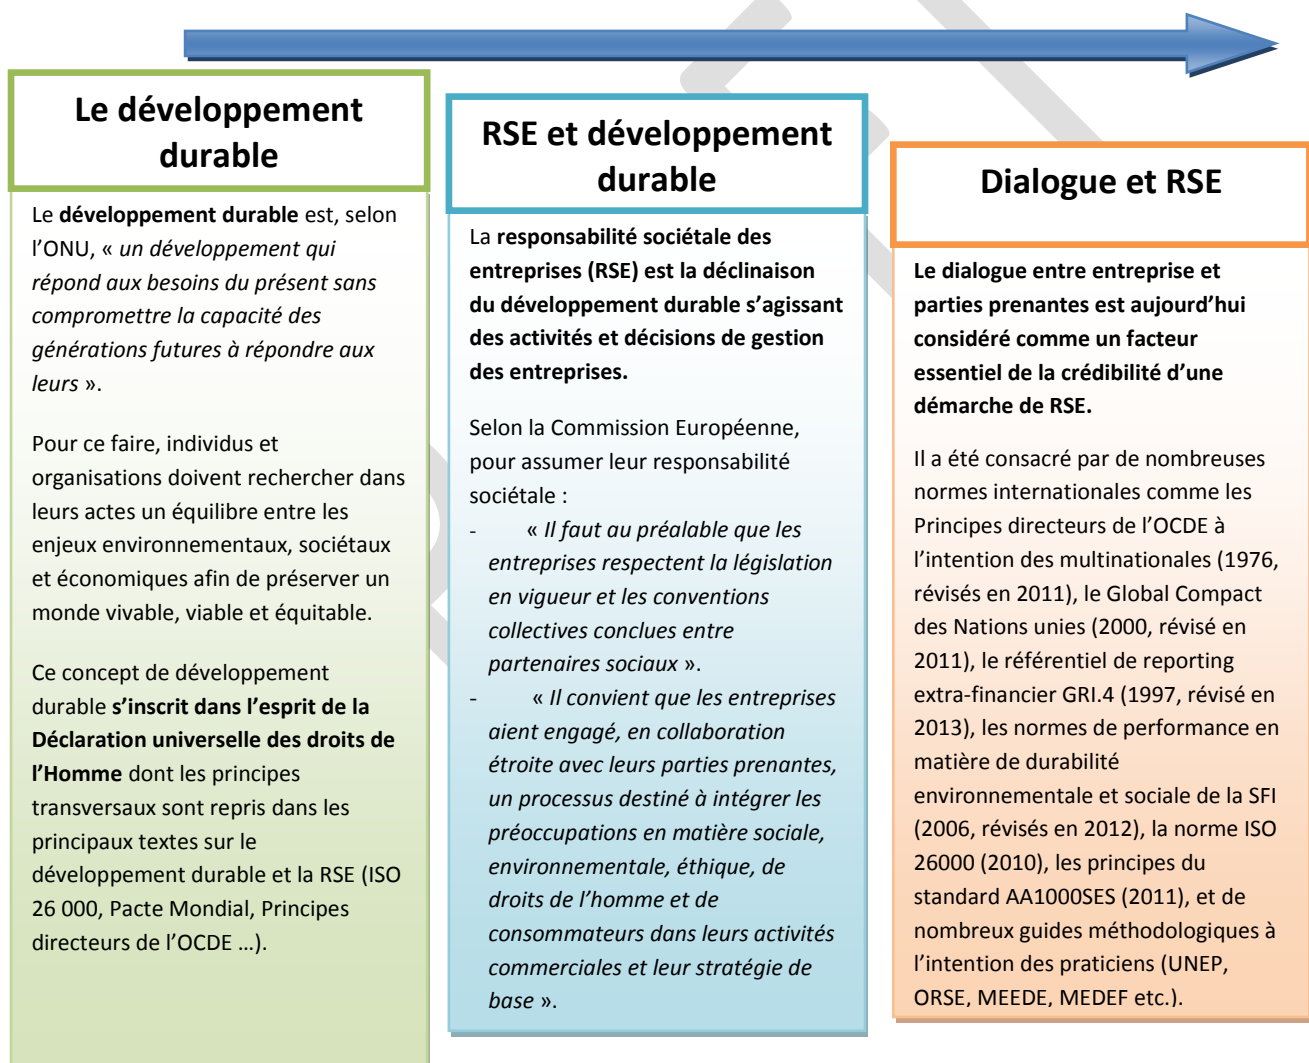 Le développement
durable
Le développement durable est, selon
l’ONU, « un développement qui
répond aux besoins du présent sans
compromettre la capacité des
générations futures à répondre aux
leurs ».
Pour ce faire, individus et
organisations doivent rechercher dans
leurs actes un équilibre entre les
enjeux environnementaux, sociétaux
et économiques afin de préserver un
monde vivable, viable et équitable.
Ce concept de développement
durable s’inscrit dans l’esprit de la
Déclaration universelle des droits de
l’Homme dont les principes
transversaux sont repris dans les
principaux textes sur le
développement durable et la RSE (ISO
26 000, Pacte Mondial, Principes
directeurs de l’OCDE …).
RSE et développement
durable
La responsabilité sociétale des
entreprises (RSE) est la déclinaison
du développement durable s’agissant
des activités et décisions de gestion
des entreprises.
Selon la Commission Européenne,
pour assumer leur responsabilité
sociétale :
- « Il faut au préalable que les
entreprises respectent la législation
en vigueur et les conventions
collectives conclues entre
partenaires sociaux ».
- « Il convient que les entreprises
aient engagé, en collaboration
étroite avec leurs parties prenantes,
un processus destiné à intégrer les
préoccupations en matière sociale,
environnementale, éthique, de
droits de l’homme et de
consommateurs dans leurs activités
commerciales et leur stratégie de
base ».
Dialogue et RSE
Le dialogue entre entreprise et
parties prenantes est aujourd’hui
considéré comme un facteur
essentiel de la crédibilité d’une
démarche de RSE.
Il a été consacré par de nombreuses
normes internationales comme les
Principes directeurs de l’OCDE à
l’intention des multinationales (1976,
révisés en 2011), le Global Compact
des Nations unies (2000, révisé en
2011), le référentiel de reporting
extra-financier GRI.4 (1997, révisé en
2013), les normes de performance en
matière de durabilité
environnementale et sociale de la SFI
(2006, révisés en 2012), la norme ISO
26000 (2010), les principes du
standard AA1000SES (2011), et de
nombreux guides méthodologiques à
l’intention des praticiens (UNEP,
ORSE, MEEDE, MEDEF etc.).